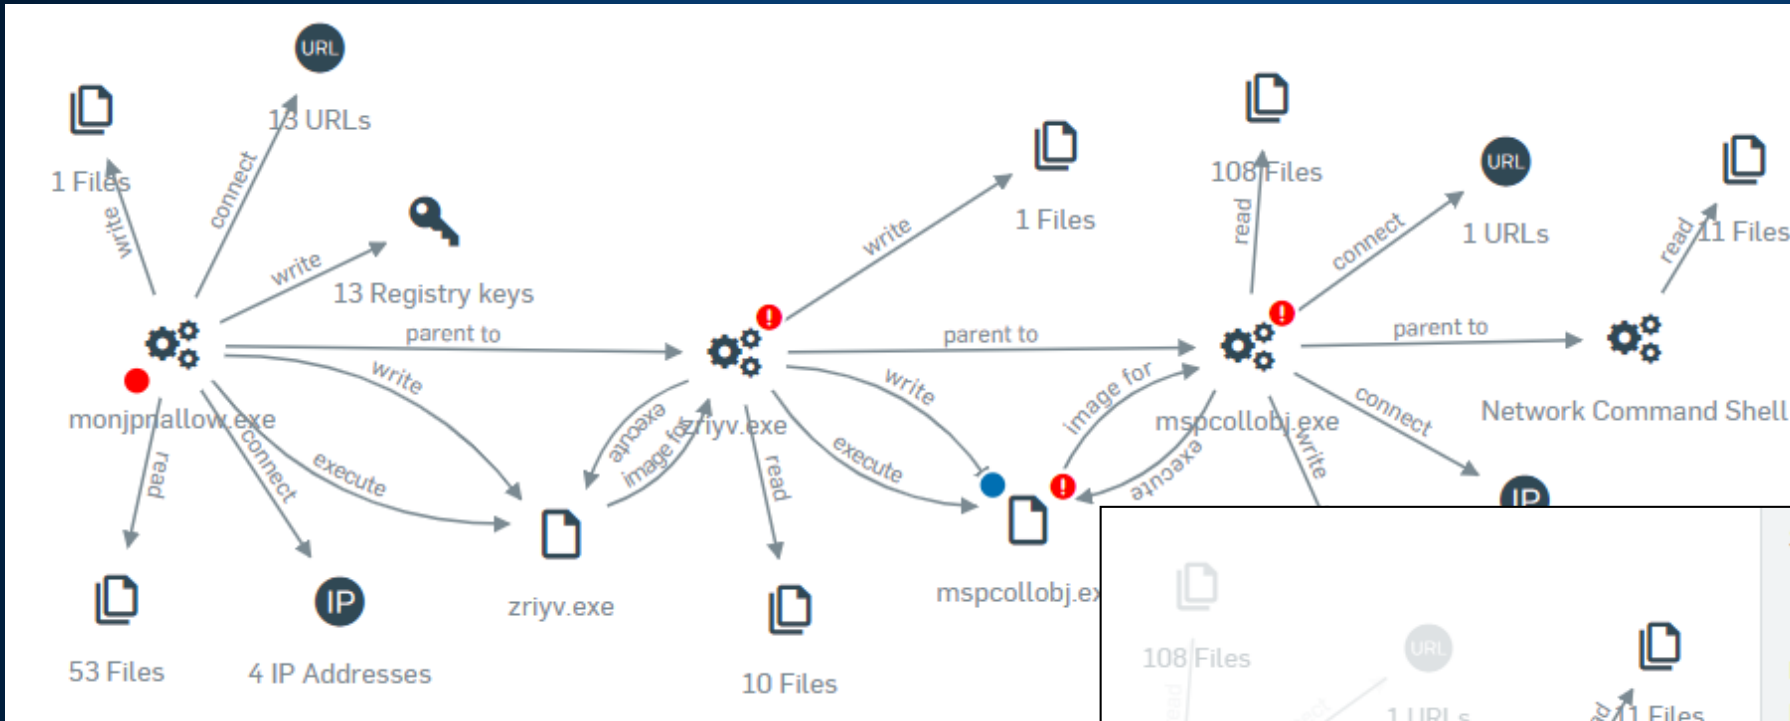 URL
13 URLs
1 Files
write
connect
write
13 Registry keys
parent to
write
monjpnallow.exe
read
connect
execute
53 Files
IP
4 IP Addresses
execute
image for
zriyv.exe
zriyv.exe
write
1 Files
parent to
write
execute
read
10 Files
mspcollobj.ex
image for
execute
mspcollobj.exe
108 Files
read
URL
1 URLs
connect
parent to
connect
write
IP
Network Command Shell
read
11 Files
108 Files
URL
1 URLs
11 Files